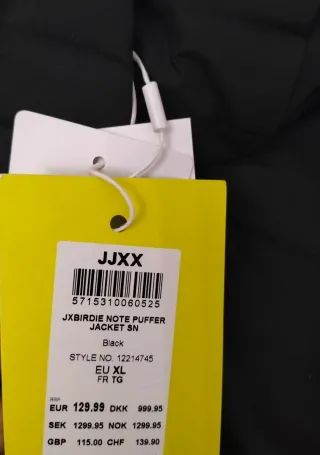 JJXX
5715310060525
JXBIRDIE NOTE PUFFER
JACKET SN
Black
STYLE NO. 12214745
EU XL
FR TG
RRP
EUR 129.99 DKK 999.95
SEK 1299.95 NOK 1299.95
GBP 115.00 CHF 139.90